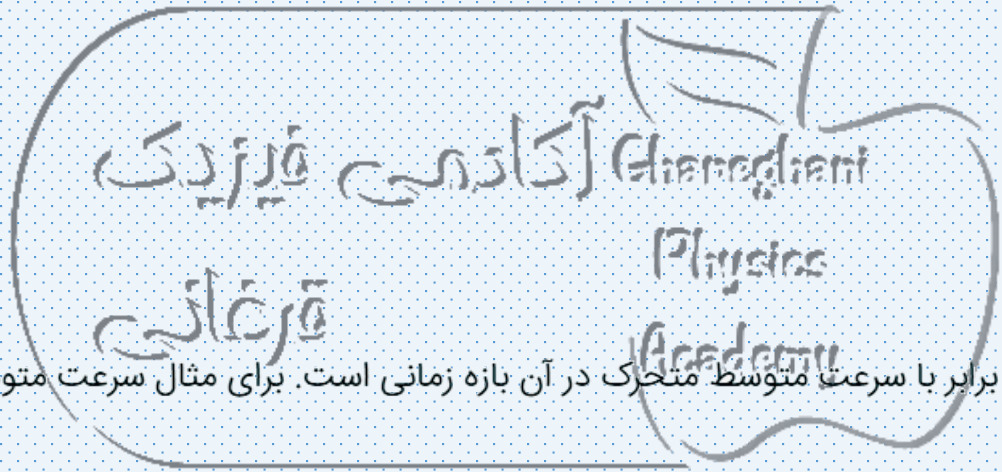 آکادمی فیزیک
قرغانی
Ghareghani
Physics
Academy
برابر با سرعت متوسط متحرک در آن بازه زمانی است. برای مثال سرعت متو